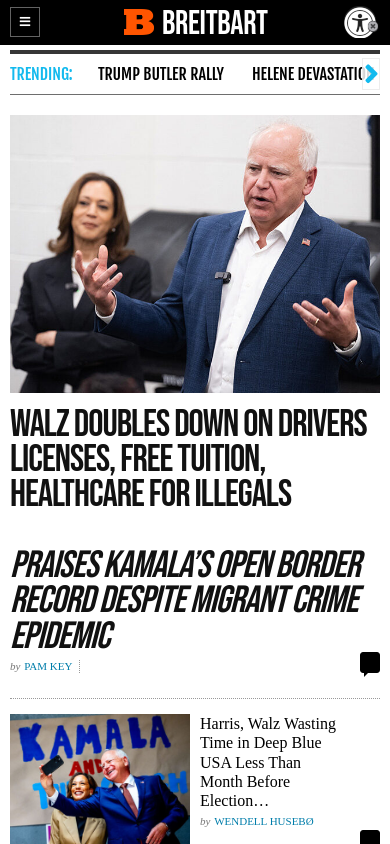 BREITBART
TRENDING: TRUMP BUTLER RALLY HELENE DEVASTATIO
WALZ DOUBLES DOWN ON DRIVERS
LICENSES, FREE TUITION,
HEALTHCARE FOR ILLEGALS
PRAISES KAMALA’S OPEN BORDER
RECORD DESPITE MIGRANT CRIME
EPIDEMIC
by PAM KEY
KAMALA
AND
Harris, Walz Wasting
Time in Deep Blue
USA Less Than
Month Before
Election…
by WENDELL HUSEBØ